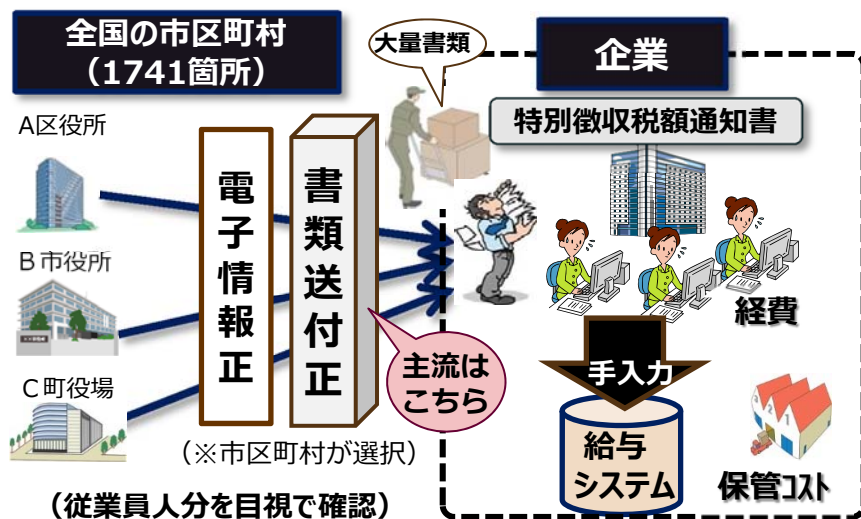 全国の市区町村
（1741箇所）
大量書類
企業
特別徴収税額通知書
A区役所
B市役所
C町役場
電子情報正
書類送付正
主流は
こちら
（※市区町村が選択）
（従業員人分を目視で確認）
経費
手入力
給与
システム
3 2 1
保管コスト